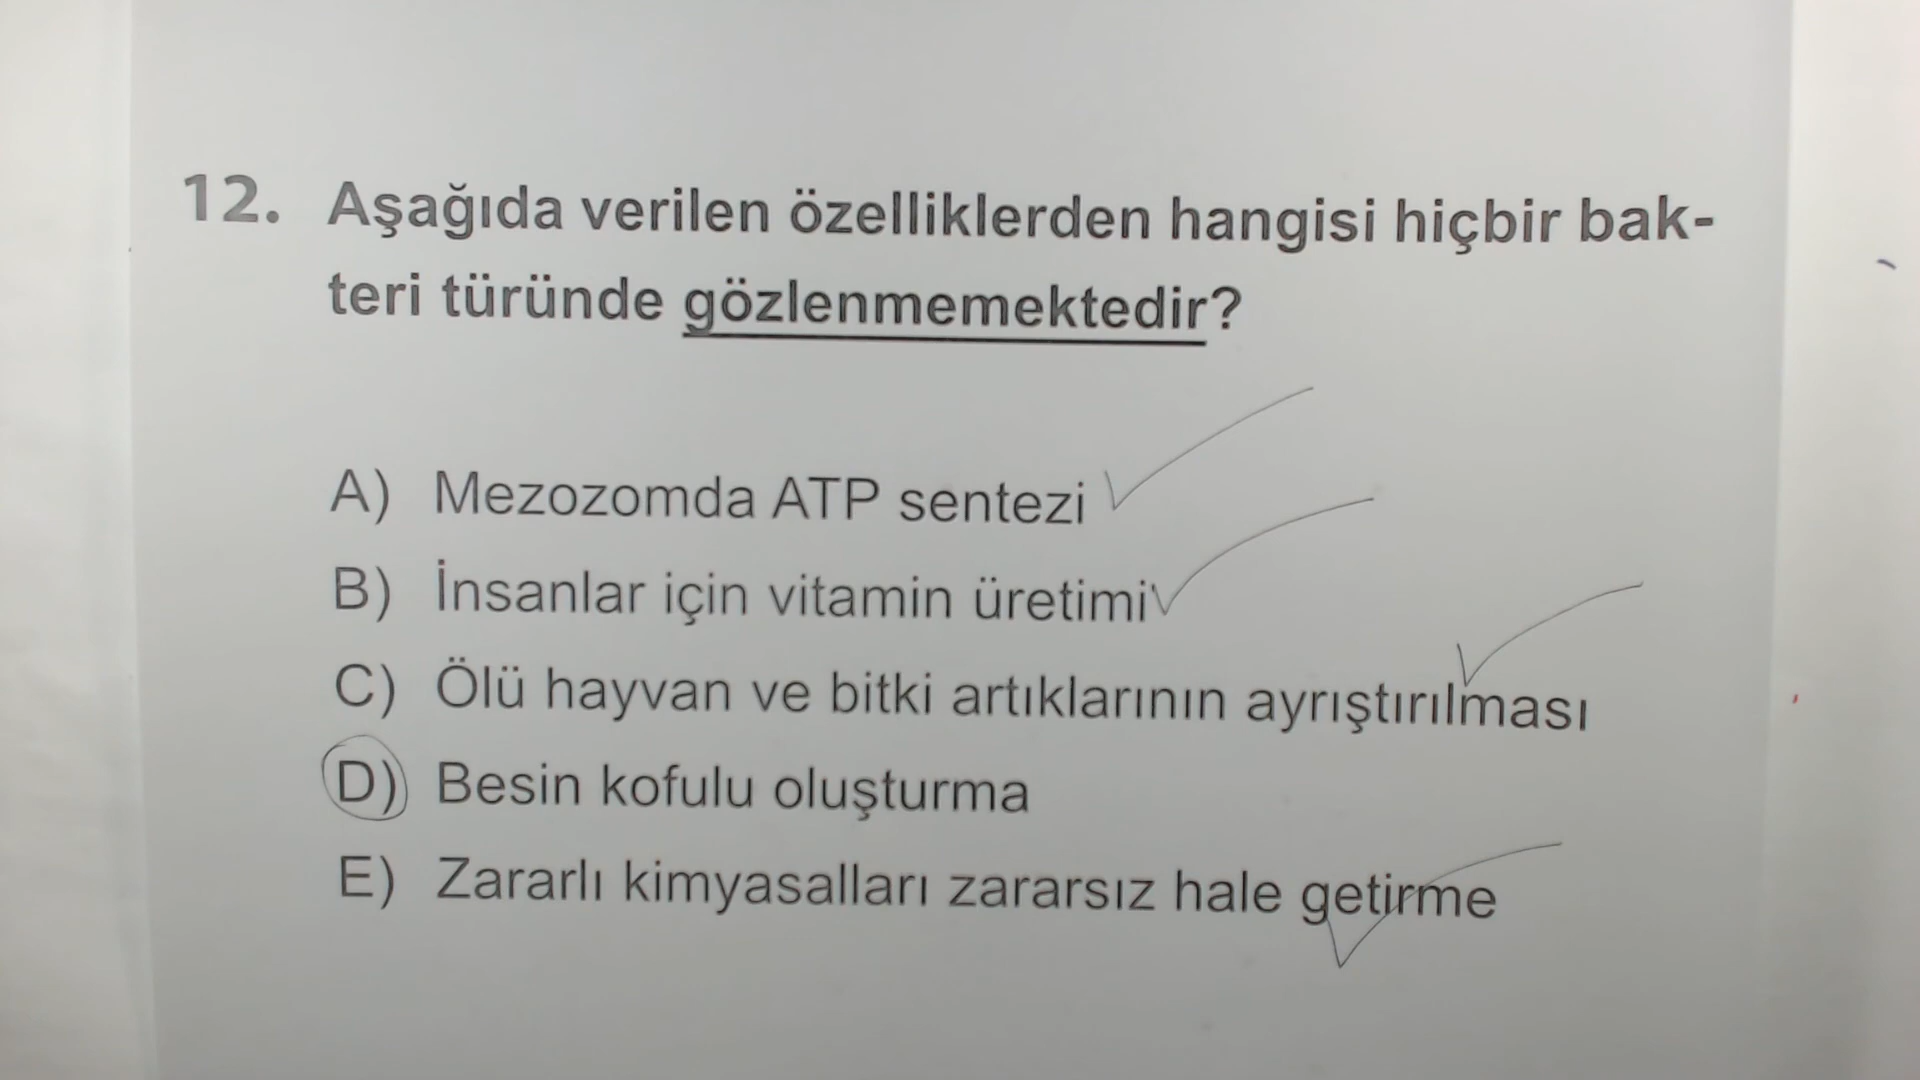 12. Aşağıda verilen özelliklerden hangisi hiçbir bak-
teri türünde gözlenmemektedir?
A) Mezozomda ATP sentezi
B) İnsanlar için vitamin üretimi
C) Ölü hayvan ve bitki artıklarının ayrıştırılması
D) Besin kofulu oluşturma
E) Zararlı kimyasalları zararsız hale getirme